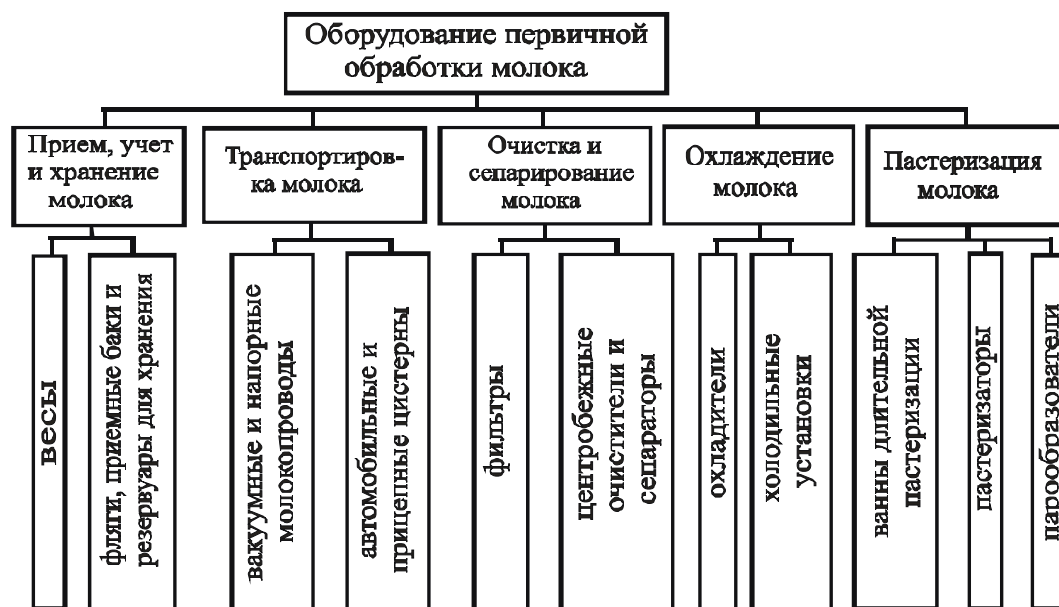 Оборудование первичной
обработки молока
Прием, учет
и хранение
молока
Транспортиров-
ка молока
Очистка и
сепарирование
молока
Охлаждение
молока
Пастеризация
молока
весы
фляги, приемные баки и
резервуары для хранения
вакуумные и напорные
молокопроводы
автомобильные и
прицепные цистерны
фильтры
центробежные
очистители и
сепараторы
охладители
холодильные
установки
ванны длительной
пастеризации
пастеризаторы
парообразователи